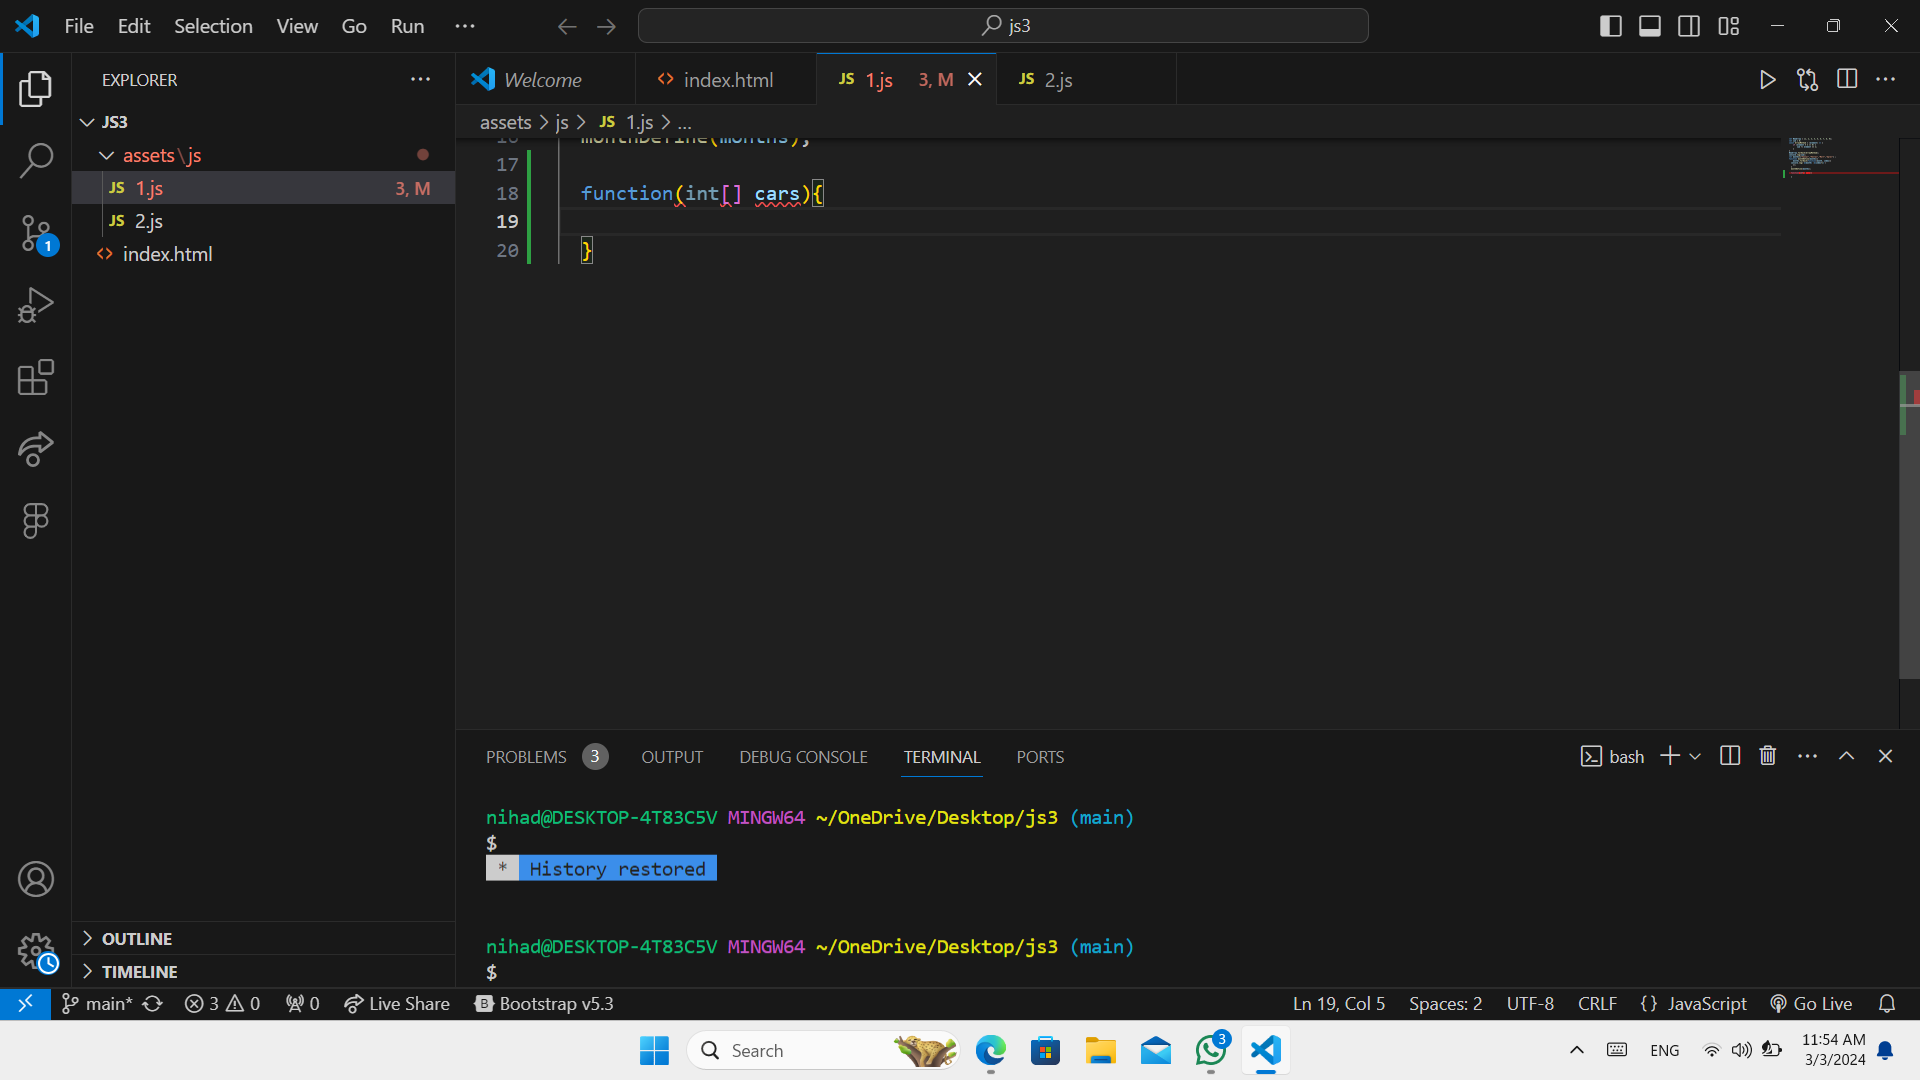 File Edit Selection View Go Run ···
js3
EXPLORER ···
JS3
assets\js
JS 1.js 3, M
JS 2.js
<> index.html
OUTLINE
TIMELINE
Welcome <> index.html JS 1.js 3, M JS 2.js
assets > js > JS 1.js > ...
16 monthDefine(months);
17
18 function(int[] cars){
19
20 }
PROBLEMS 3 OUTPUT DEBUG CONSOLE TERMINAL PORTS
bash
nihad@DESKTOP-4T83C5V MINGW64 ~/OneDrive/Desktop/js3 (main)
$
* History restored
nihad@DESKTOP-4T83C5V MINGW64 ~/OneDrive/Desktop/js3 (main)
$
1
main* 3 0 0 Live Share B Bootstrap v5.3 Ln 19, Col 5 Spaces: 2 UTF-8 CRLF {} JavaScript Go Live
Search 3 ENG 11:54 AM
3/3/2024